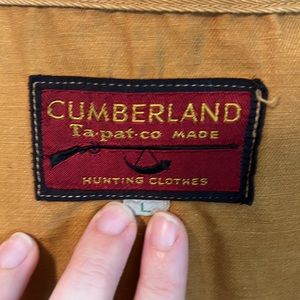 CUMBERLAND
Ta-pat-co MADE
HUNTING CLOTHES
L